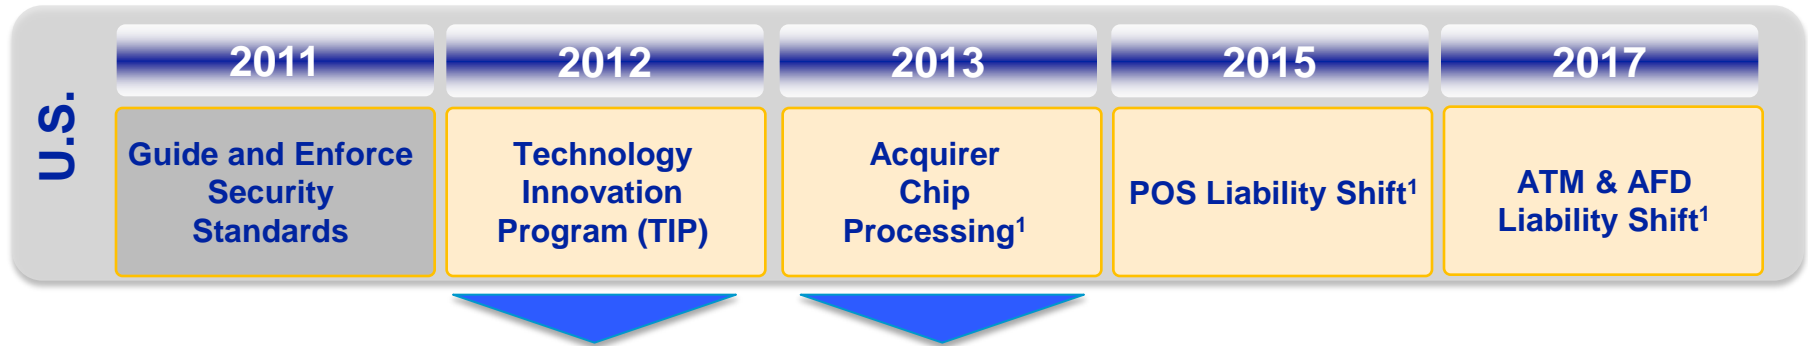 U.S.
2011
2012
2013
2015
2017
Guide and Enforce
Security
Standards
Technology
Innovation
Program (TIP)
Acquirer
Chip
Processing¹
POS Liability Shift¹
ATM & AFD
Liability Shift¹